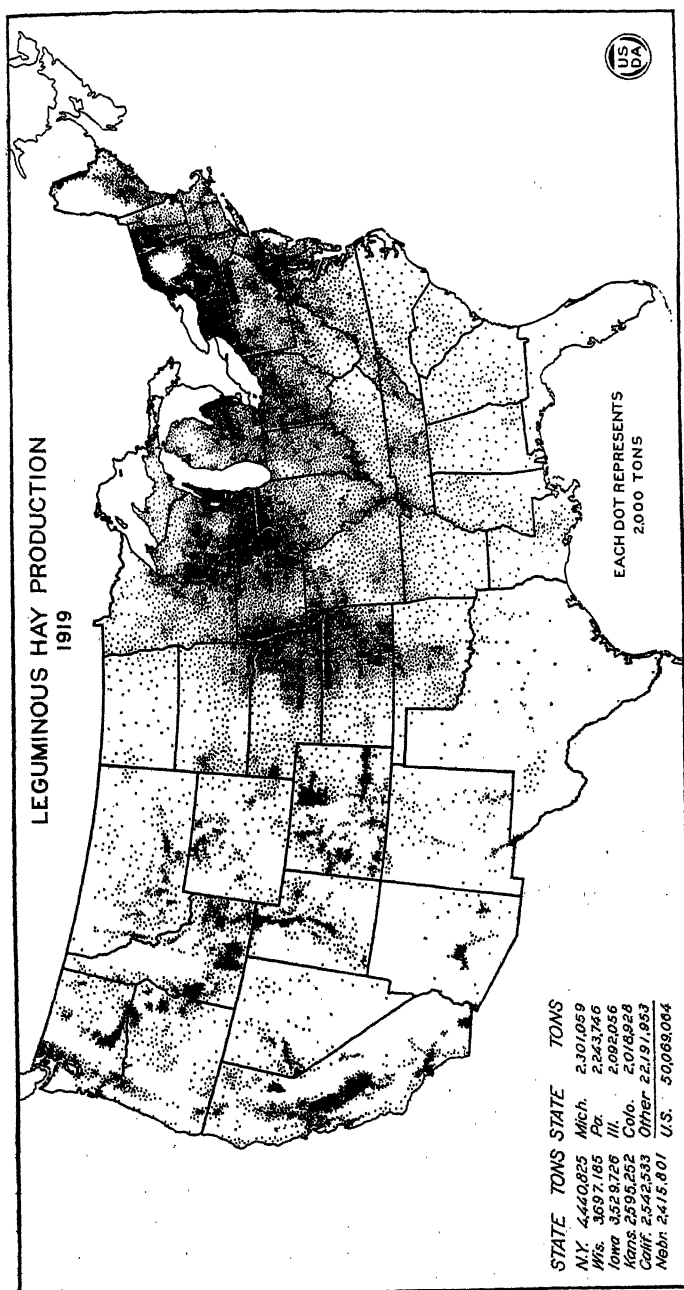 LEGUMINOUS HAY PRODUCTION
1919
US
DA
EACH DOT REPRESENTS
2,000 TONS
STATE TONS STATE TONS
N.Y. 4,440,825 Mich. 2,301,059
Wis. 3,697,185 Pa. 2,243,746
Iowa 3,529,726 Ill. 2,092,056
Kans. 2,595,252 Colo. 2,018,928
Calif. 2,542,533 Other 22,191,953
Nebr. 2,415,801 U.S. 50,069,064